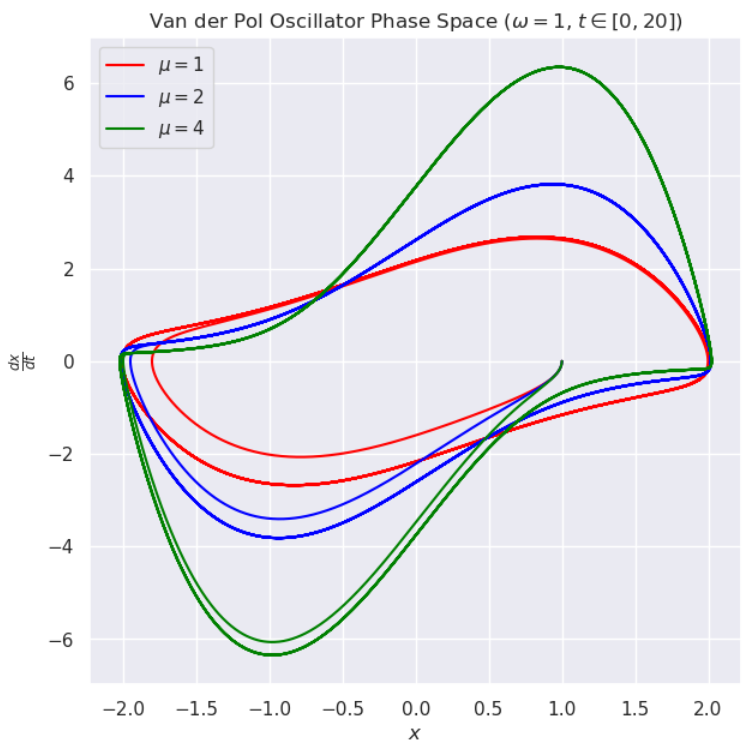 Van der Pol Oscillator Phase Space (ω = 1, t ∈ [0, 20])
μ = 1
μ = 2
μ = 4
6
4
2
0
−2
−4
−6
dx
dt
−2.0 −1.5 −1.0 −0.5 0.0 0.5 1.0 1.5 2.0
x